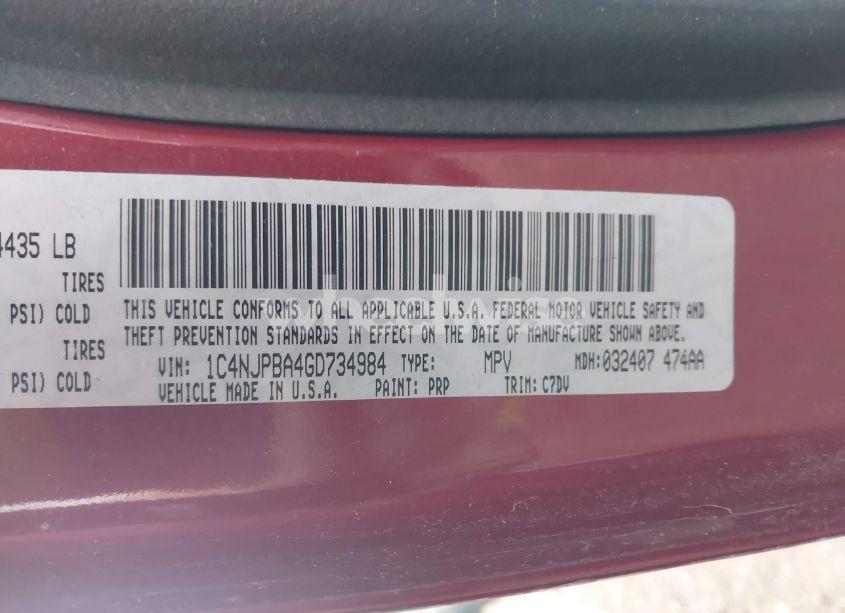 4435 LB
TIRES
PSI) COLD
TIRES
PSI) COLD
THIS VEHICLE CONFORMS TO ALL APPLICABLE U.S.A. FEDERAL MOTOR VEHICLE SAFETY AND
THEFT PREVENTION STANDARDS IN EFFECT ON THE DATE OF MANUFACTURE SHOWN ABOVE.
VIN: 1C4NJPBA4GD734984 TYPE: MPV MDH:032407 474AA
VEHICLE MADE IN U.S.A. PAINT: PRP TRIM: C7DV